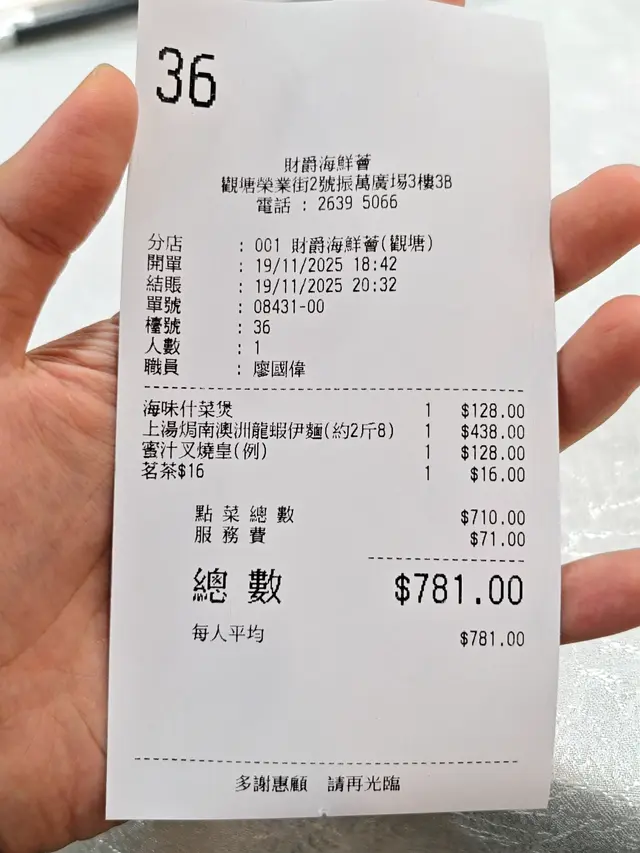 36
財爵海鮮薈
觀塘榮業街2號振萬廣場3樓3B
電話 : 2639 5066
分店 : 001 財爵海鮮薈(觀塘)
開單 : 19/11/2025 18:42
結賬 : 19/11/2025 20:32
單號 : 08431-00
檯號 : 36
人數 : 1
職員 : 廖國偉
海味什菜煲 1 $128.00
上湯焗南澳洲龍蝦伊麵(約2斤8) 1 $438.00
蜜汁叉燒皇(例) 1 $128.00
茗茶$16 1 $16.00
點菜總數 $710.00
服務費 $71.00
總數 $781.00
每人平均 $781.00
多謝惠顧 請再光臨